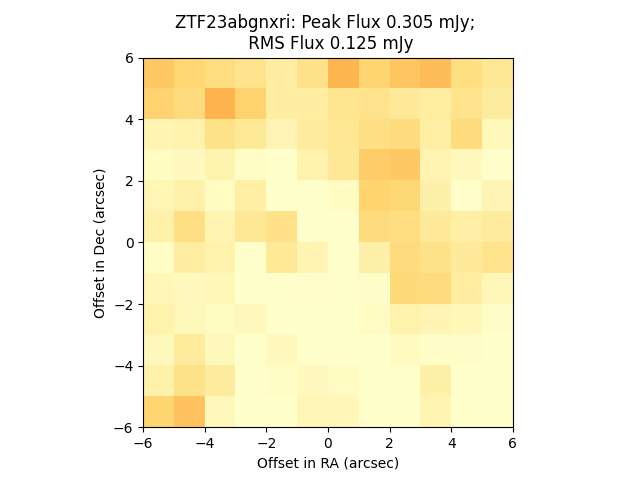 ZTF23abgnxri: Peak Flux 0.305 mJy;
RMS Flux 0.125 mJy
6
4
2
0
−2
−4
−6
Offset in Dec (arcsec)
−6 −4 −2 0 2 4 6
Offset in RA (arcsec)